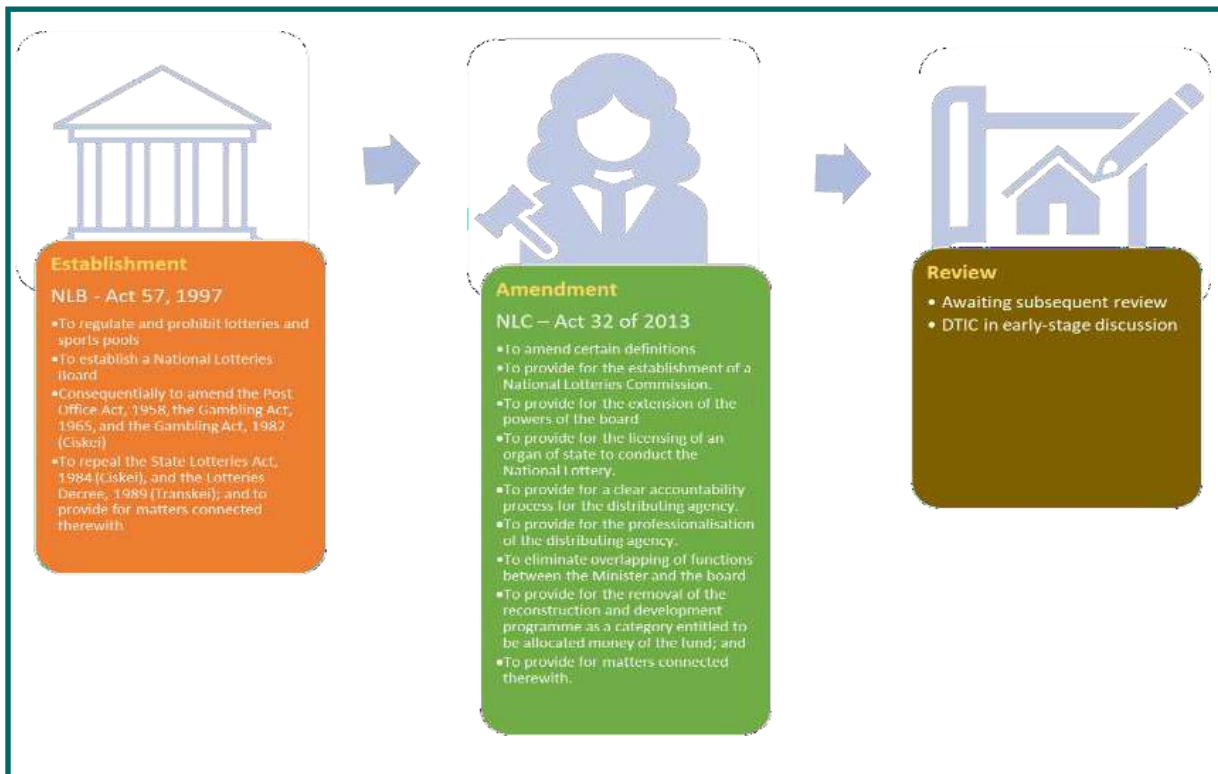 Establishment
NLB - Act 57, 1997
•To regulate and prohibit lotteries and
sports pools
•To establish a National Lotteries
Board
•Consequentially to amend the Post
Office Act, 1958, the Gambling Act,
1965, and the Gambling Act, 1982
(Ciskei)
•To repeal the State Lotteries Act,
1984 (Ciskei), and the Lotteries
Decree, 1989 (Transkei); and to
provide for matters connected
therewith
Amendment
NLC – Act 32 of 2013
•To amend certain definitions
•To provide for the establishment of a
National Lotteries Commission.
•To provide for the extension of the
powers of the board
•To provide for the licensing of an
organ of state to conduct the
National Lottery.
•To provide for a clear accountability
process for the distributing agency.
•To provide for the professionalisation
of the distributing agency.
•To eliminate overlapping of functions
between the Minister and the board
•To provide for the removal of the
reconstruction and development
programme as a category entitled to
be allocated money of the fund; and
•To provide for matters connected
therewith.
Review
• Awaiting subsequent review
• DTIC in early-stage discussion